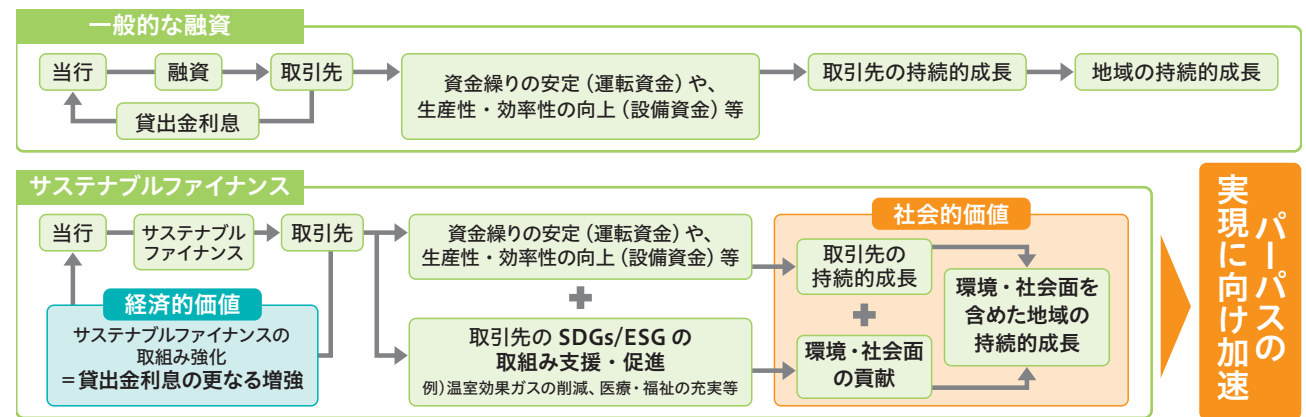 一般的な融資
当行
融資
取引先
貸出金利息
資金繰りの安定（運転資金）や、
生産性・効率性の向上（設備資金）等
取引先の持続的成長
地域の持続的成長
サステナブルファイナンス
当行
サステナブル
ファイナンス
取引先
経済的価値
サステナブルファイナンスの
取組み強化
＝貸出金利息の更なる増強
資金繰りの安定（運転資金）や、
生産性・効率性の向上（設備資金）等
取引先の SDGs/ESG の
取組み支援・促進
例）温室効果ガスの削減、医療・福祉の充実等
社会的価値
取引先の
持続的成長
環境・社会面
の貢献
環境・社会面を
含めた地域の
持続的成長
パーパスの
実現に向け加速